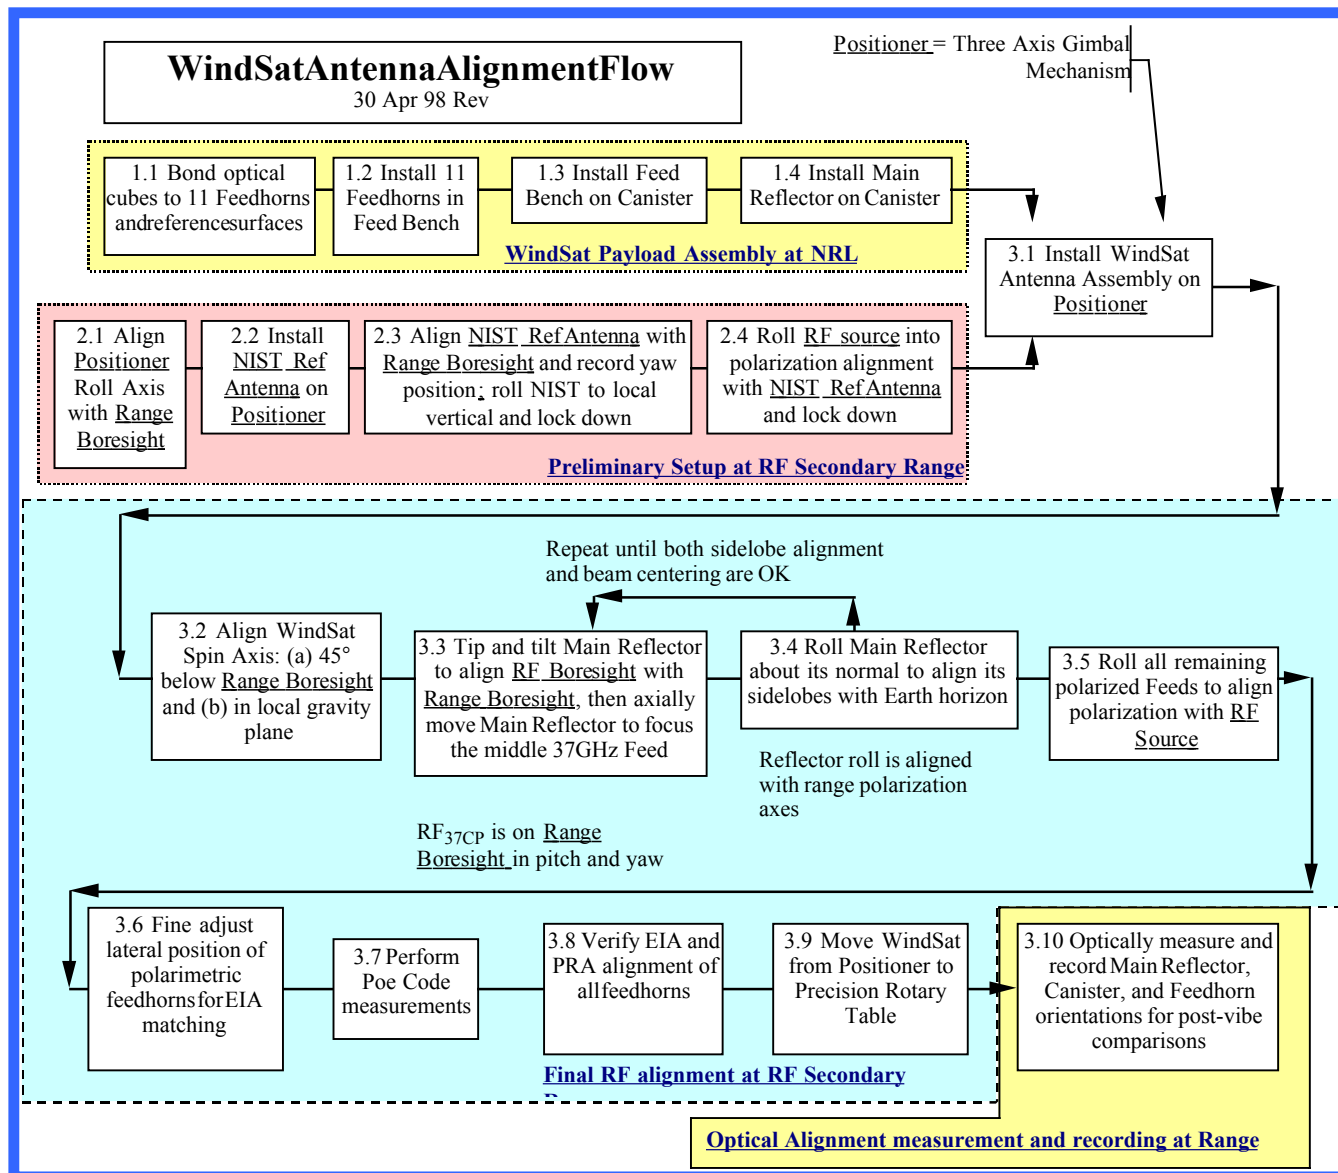 WindSatAntennaAlignmentFlow
30 Apr 98 Rev
Positioner = Three Axis Gimbal
Mechanism
1.1 Bond optical
cubes to 11 Feedhorns
andreferencesurfaces
1.2 Install 11
Feedhorns in
Feed Bench
1.3 Install Feed
Bench on Canister
1.4 Install Main
Reflector on Canister
WindSat Payload Assembly at NRL
3.1 Install WindSat
Antenna Assembly on
Positioner
2.1 Align
Positioner
Roll Axis
with Range
Boresight
2.2 Install
NIST Ref
Antenna on
Positioner
2.3 Align NIST RefAntenna with
Range Boresight and record yaw
position; roll NIST to local
vertical and lock down
2.4 Roll RF source into
polarization alignment
with NIST RefAntenna
and lock down
Preliminary Setup at RF Secondary Range
Repeat until both sidelobe alignment
and beam centering are OK
3.2 Align WindSat
Spin Axis: (a) 45°
below Range Boresight
and (b) in local gravity
plane
3.3 Tip and tilt Main Reflector
to align RF Boresight with
Range Boresight, then axially
move Main Reflector to focus
the middle 37GHz Feed
3.4 Roll Main Reflector
about its normal to align its
sidelobes with Earth horizon
3.5 Roll all remaining
polarized Feeds to align
polarization with RF
Source
Reflector roll is aligned
with range polarization
axes
RF37CP is on Range
Boresight in pitch and yaw
3.6 Fine adjust
lateral position of
polarimetric
feedhornsforEIA
matching
3.7 Perform
Poe Code
measurements
3.8 Verify EIA and
PRA alignment of
allfeedhorns
3.9 Move WindSat
from Positioner to
Precision Rotary
Table
3.10 Optically measure and
record Main Reflector,
Canister, and Feedhorn
orientations for post-vibe
comparisons
Final RF alignment at RF Secondary
Optical Alignment measurement and recording at Range